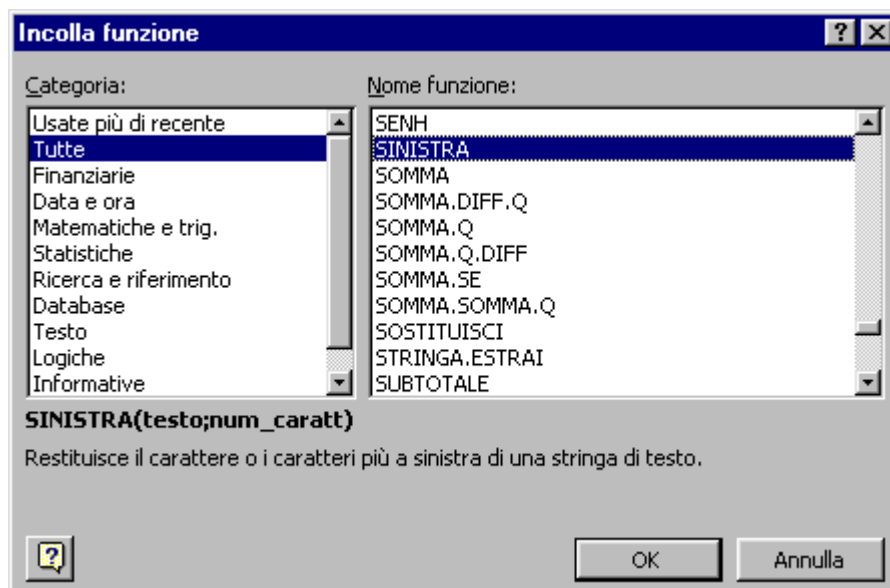 Incolla funzione
Categoria:
Nome funzione:
Usate più di recente
Tutte
Finanziarie
Data e ora
Matematiche e trig.
Statistiche
Ricerca e riferimento
Database
Testo
Logiche
Informative
SENH
SINISTRA
SOMMA
SOMMA.DIFF.Q
SOMMA.Q
SOMMA.Q.DIFF
SOMMA.SE
SOMMA.SOMMA.Q
SOSTITUISCI
STRINGA.ESTRAI
SUBTOTALE
SINISTRA(testo;num_caratt)
Restituisce il carattere o i caratteri più a sinistra di una stringa di testo.
OK
Annulla